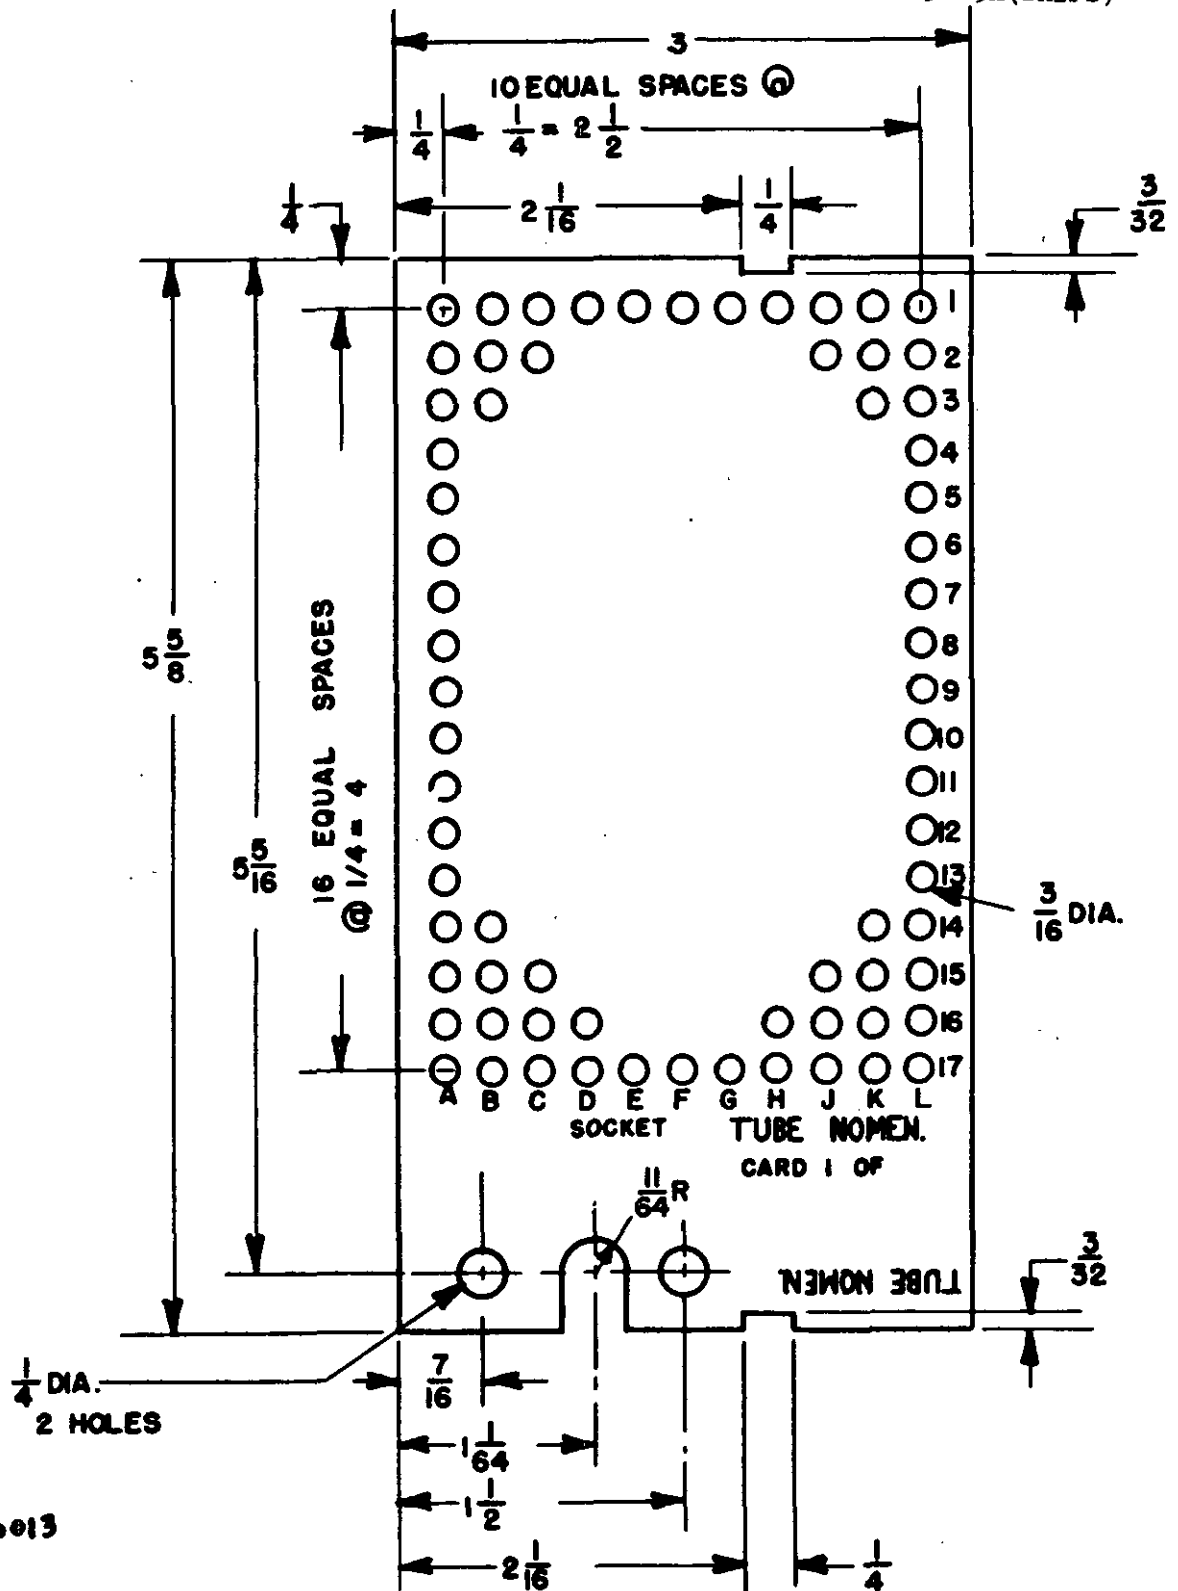 3
10 EQUAL SPACES @
1/4 1/4 = 2 1/2
1/4 2 1/16 1/4 3/32
1
2
3
4
5
6
7
5 5/8
8
9
10
11
12
5 5/16
16 EQUAL SPACES
@ 1/4 = 4
13
3/16 DIA.
14
15
16
17
A B C D E F G H J K L
SOCKET TUBE NOMEN.
CARD 1 OF
11/64 R
TUBE NOMEN.
3/32
1/4 DIA.
2 HOLES
7/16
1 1/64
1 1/2
2 1/16 1/4